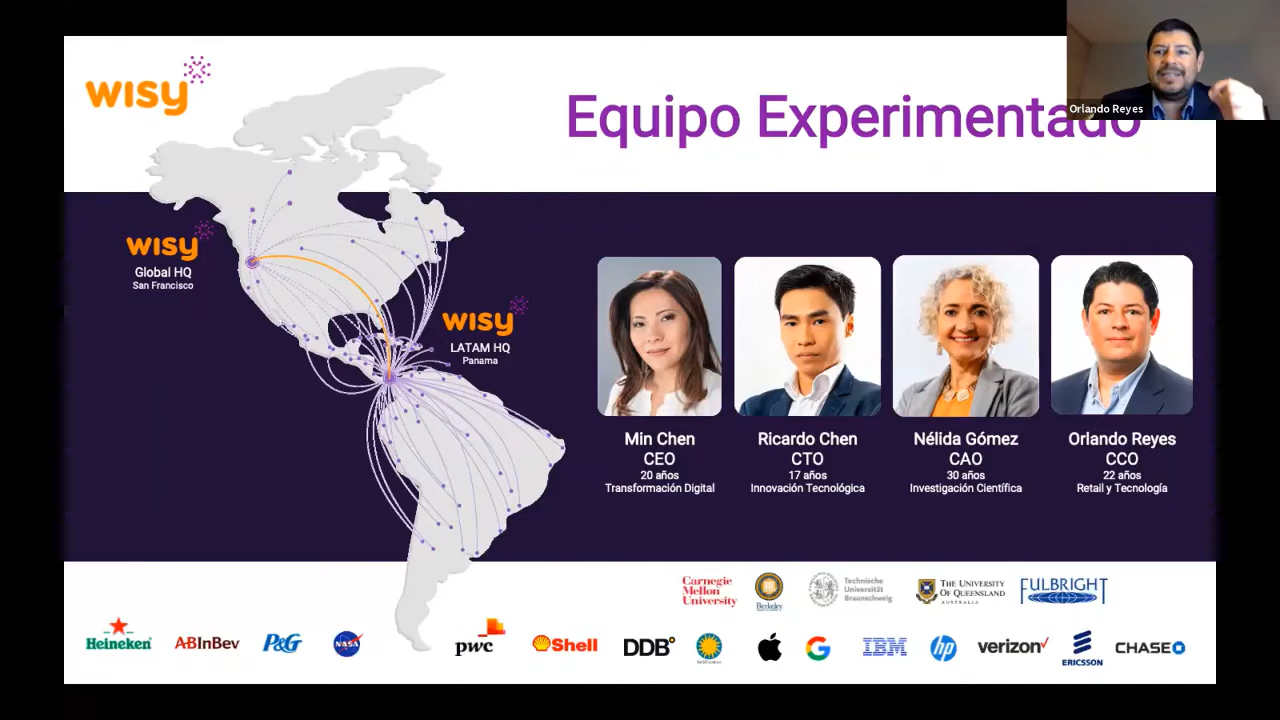 wisy
Equipo Experimentado
Orlando Reyes
wisy
Global HQ
San Francisco
wisy
LATAM HQ
Panama
Min Chen
CEO
20 años
Transformación Digital
Ricardo Chen
CTO
17 años
Innovación Tecnológica
Nélida Gómez
CAO
30 años
Investigación Científica
Orlando Reyes
CCO
22 años
Retail y Tecnología
Carnegie
Mellon
University
Berkeley
Technische
Universität
Braunschweig
THE UNIVERSITY
OF QUEENSLAND
AUSTRALIA
FULBRIGHT
Heineken
ABInBev
P&G
NASA
pwc
Shell
DDB
IBM
hp
verizon
ERICSSON
CHASE